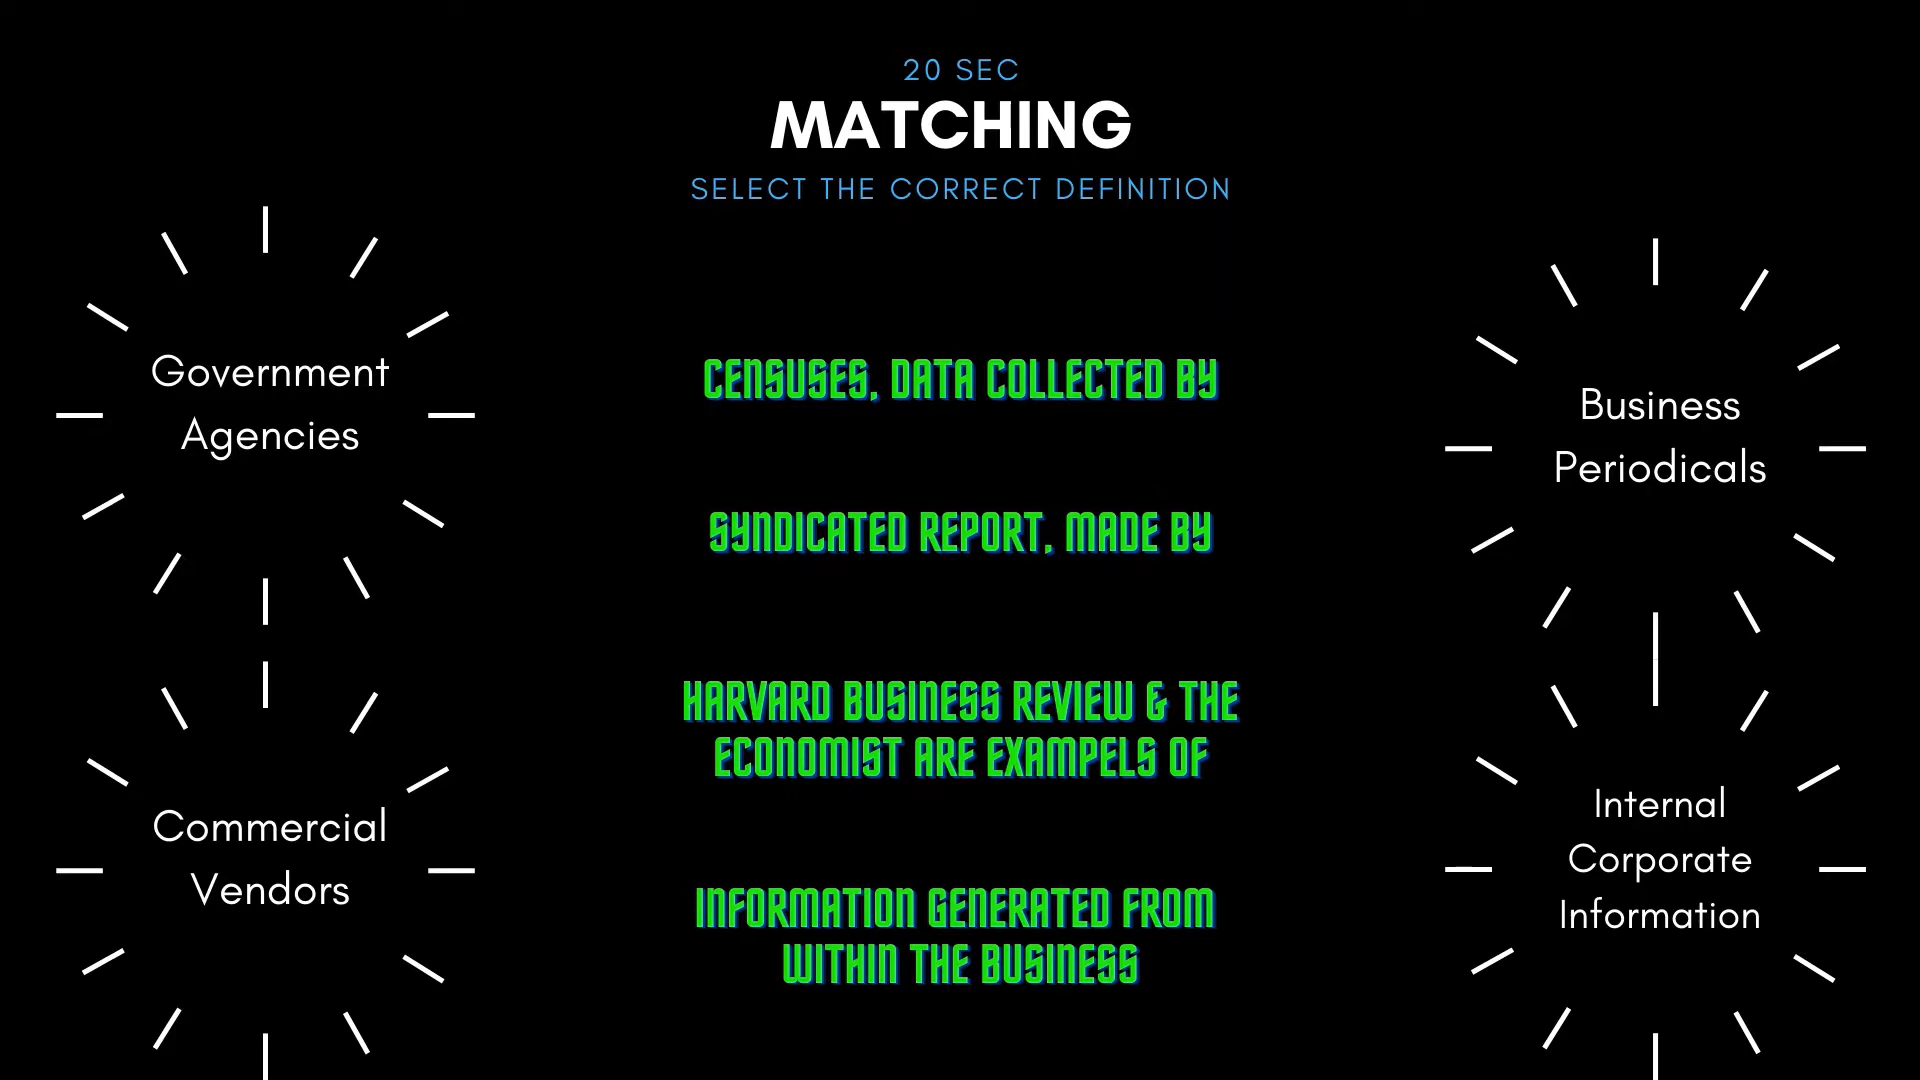 20 SEC
MATCHING
SELECT THE CORRECT DEFINITION
Government
Agencies
Commercial
Vendors
CENSUSES, DATA COLLECTED BY
SYNDICATED REPORT, MADE BY
HARVARD BUSINESS REVIEW & THE
ECONOMIST ARE EXAMPELS OF
INFORMATION GENERATED FROM
WITHIN THE BUSINESS
Business
Periodicals
Internal
Corporate
Information